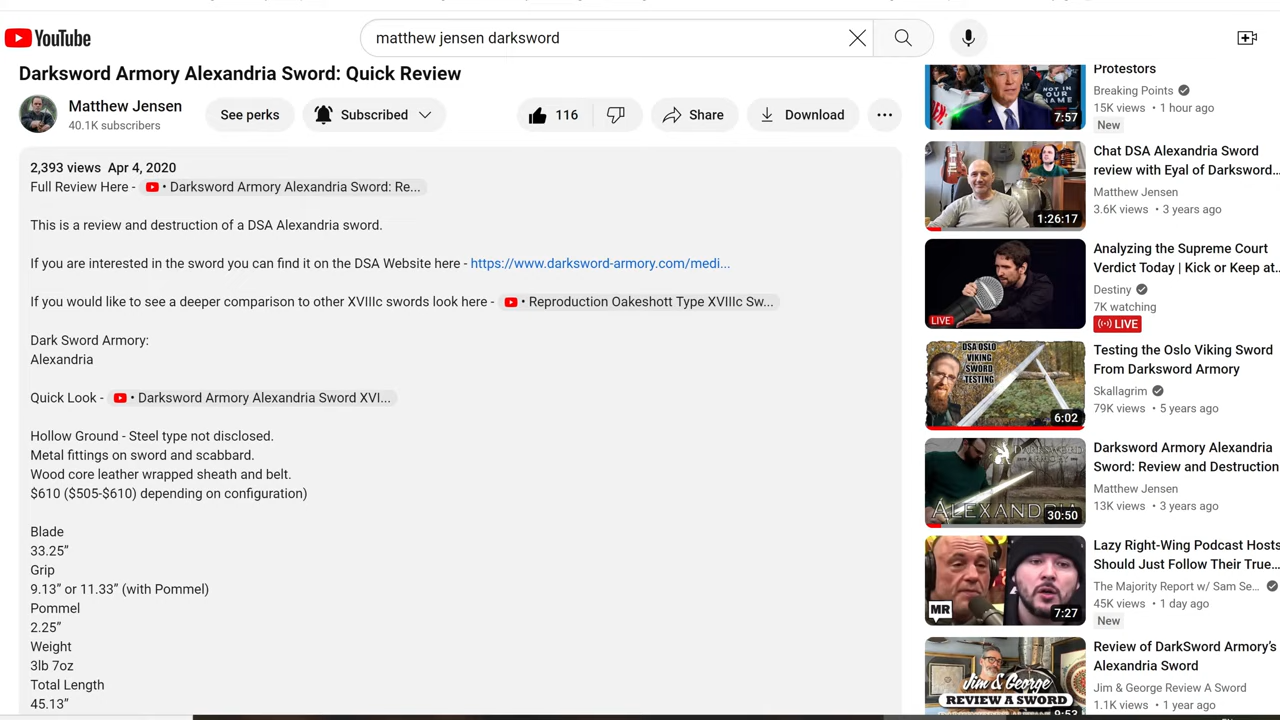 YouTube
matthew jensen darksword
Darksword Armory Alexandria Sword: Quick Review
Matthew Jensen
40.1K subscribers
See perks
Subscribed
116
Share
Download
2,393 views Apr 4, 2020
Full Review Here - • Darksword Armory Alexandria Sword: Re...
This is a review and destruction of a DSA Alexandria sword.
If you are interested in the sword you can find it on the DSA Website here - https://www.darksword-armory.com/medi...
If you would like to see a deeper comparison to other XVIIIc swords look here - • Reproduction Oakeshott Type XVIIIc Sw...
Dark Sword Armory:
Alexandria
Quick Look - • Darksword Armory Alexandria Sword XVI...
Hollow Ground - Steel type not disclosed.
Metal fittings on sword and scabbard.
Wood core leather wrapped sheath and belt.
$610 ($505-$610) depending on configuration)
Blade
33.25”
Grip
9.13” or 11.33” (with Pommel)
Pommel
2.25”
Weight
3lb 7oz
Total Length
45.13”
NOT IN
OUR
NAME
7:57
Protestors
Breaking Points
15K views • 1 hour ago
New
1:26:17
Chat DSA Alexandria Sword
review with Eyal of Darksword...
Matthew Jensen
3.6K views • 3 years ago
LIVE
Analyzing the Supreme Court
Verdict Today | Kick or Keep at...
Destiny
7K watching
LIVE
DSA OSLO
VIKING
SWORD
TESTING
6:02
Testing the Oslo Viking Sword
From Darksword Armory
Skallagrim
79K views • 5 years ago
DARKSWORD
ALEXANDRIA
30:50
Darksword Armory Alexandria
Sword: Review and Destruction
Matthew Jensen
13K views • 3 years ago
MR
7:27
Lazy Right-Wing Podcast Hosts
Should Just Follow Their True...
The Majority Report w/ Sam Se...
45K views • 1 day ago
New
Jim & George
REVIEW A SWORD
9:53
Review of DarkSword Armory’s
Alexandria Sword
Jim & George Review A Sword
1.1K views • 1 year ago